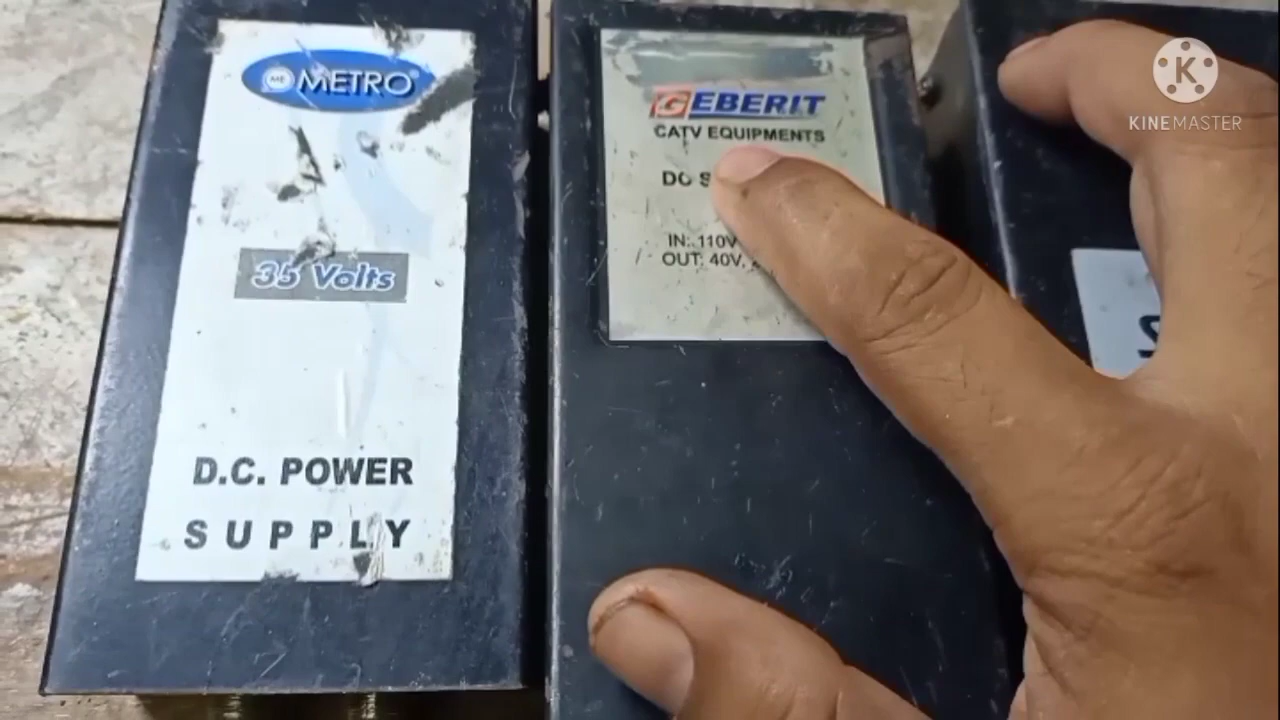 METRO
35 Volts
D.C. POWER
SUPPLY
GEBERIT
CATV EQUIPMENTS
DC S
IN: 110V
OUT: 40V,
KINEMASTER